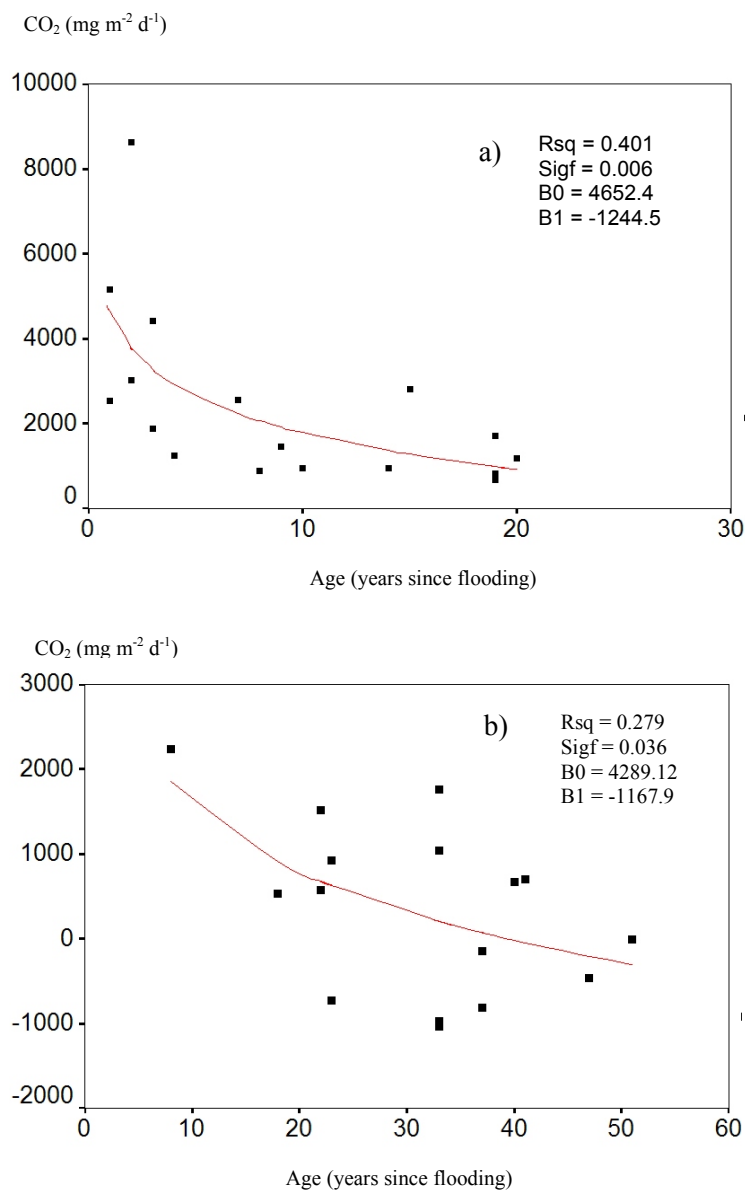 CO₂ (mg m⁻² d⁻¹)
10000
a)
Rsq = 0.401
Sigf = 0.006
B0 = 4652.4
B1 = -1244.5
8000
6000
4000
2000
0
0 10 20 30
Age (years since flooding)
CO₂ (mg m⁻² d⁻¹)
3000
b)
Rsq = 0.279
Sigf = 0.036
B0 = 4289.12
B1 = -1167.9
2000
1000
0
-1000
-2000
0 10 20 30 40 50 60
Age (years since flooding)